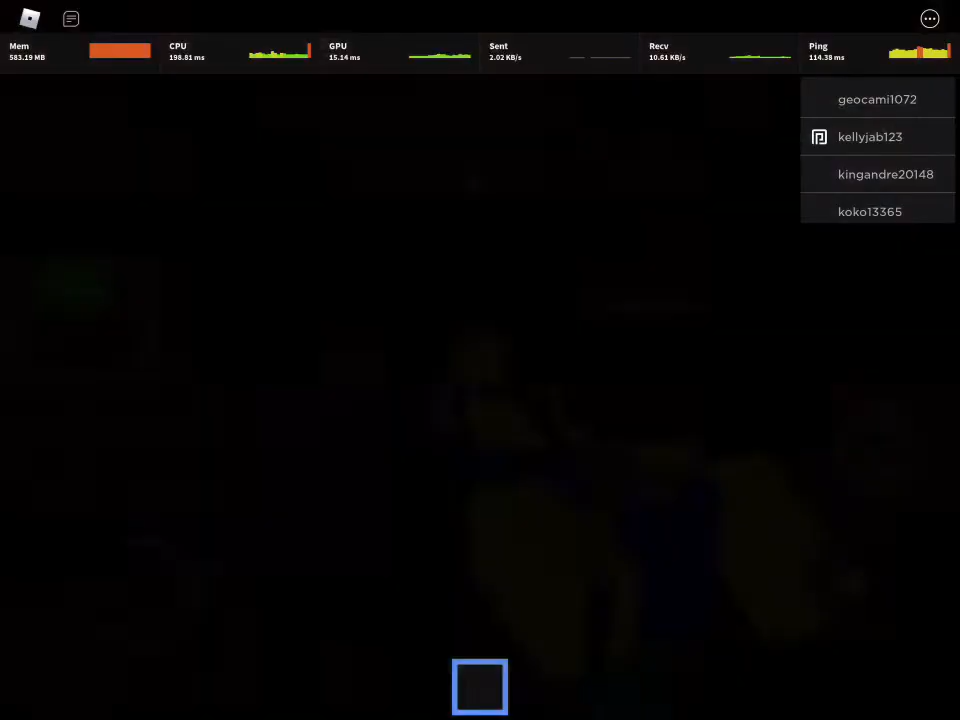 Mem
583.19 MB
CPU
198.81 ms
GPU
15.14 ms
Sent
2.02 KB/s
Recv
10.61 KB/s
Ping
114.38 ms
geocami1072
kellyjab123
kingandre20148
koko13365